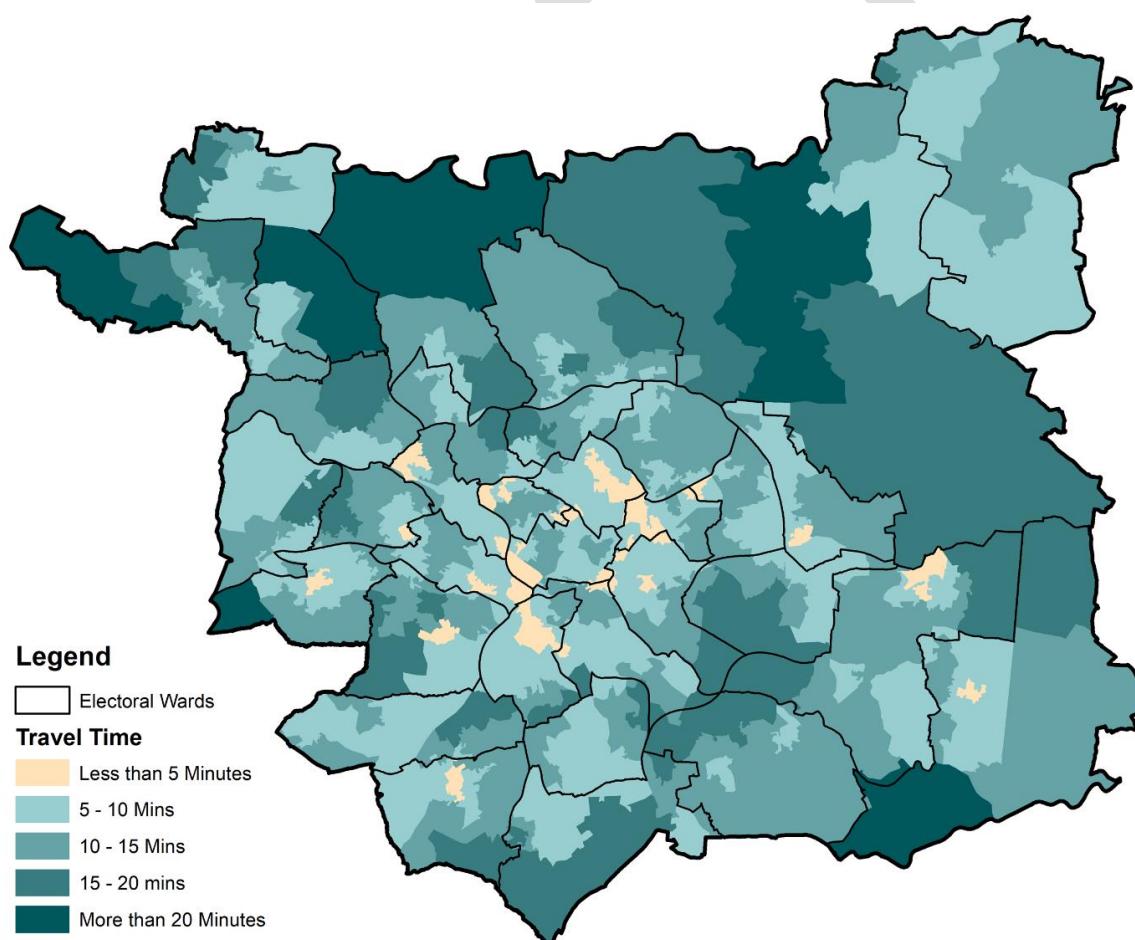 Legend
Electoral Wards
Travel Time
Less than 5 Minutes
5 - 10 Mins
10 - 15 Mins
15 - 20 mins
More than 20 Minutes